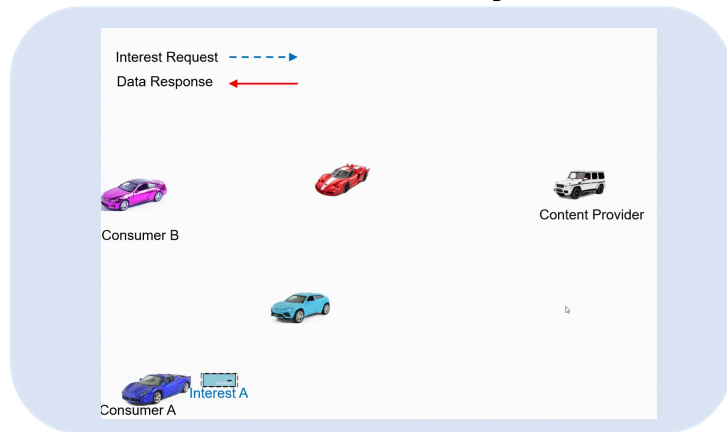 Interest Request
Data Response
Content Provider
Consumer B
Interest A
Consumer A